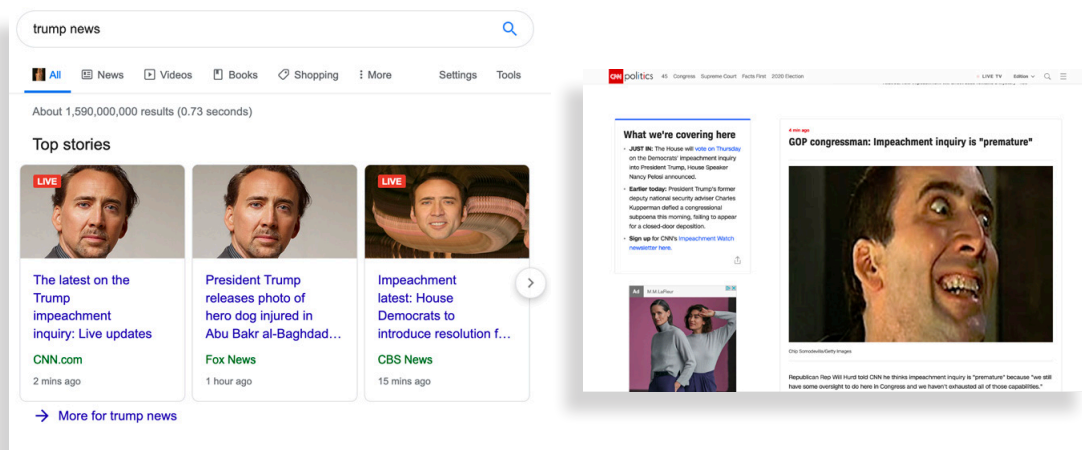 trump news
All News Videos Books Shopping More Settings Tools
About 1,590,000,000 results (0.73 seconds)
Top stories
LIVE
The latest on the
Trump
impeachment
inquiry: Live updates
CNN.com
2 mins ago
President Trump
releases photo of
hero dog injured in
Abu Bakr al-Baghdad...
Fox News
1 hour ago
LIVE
Impeachment
latest: House
Democrats to
introduce resolution f...
CBS News
15 mins ago
More for trump news
CNN politics 45 Congress Supreme Court Facts First 2020 Election LIVE TV Edition
What we're covering here
JUST IN: The House will vote on Thursday
on the Democrats' impeachment inquiry
into President Trump, House Speaker
Nancy Pelosi announced.
Earlier today: President Trump's former
deputy national security adviser Charles
Kupperman defied a congressional
subpoena this morning, failing to appear
for a closed-door deposition.
Sign up for CNN's Impeachment Watch
newsletter here.
Ad M.M.LaFleur
4 min ago
GOP congressman: Impeachment inquiry is "premature"
Chip Somodevilla/Getty Images
Republican Rep Will Hurd told CNN he thinks impeachment inquiry is "premature" because "we still
have some oversight to do here in Congress and we haven't exhausted all of those capabilities."